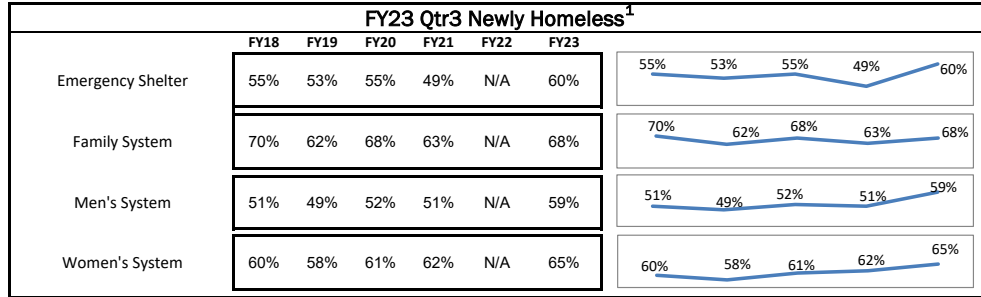 FY23 Qtr3 Newly Homeless1
FY18 FY19 FY20 FY21 FY22 FY23
Emergency Shelter 55% 53% 55% 49% N/A 60% 55% 53% 55% 49% 60%
Family System 70% 62% 68% 63% N/A 68% 70% 62% 68% 63% 68%
Men's System 51% 49% 52% 51% N/A 59% 51% 49% 52% 51% 59%
Women's System 60% 58% 61% 62% N/A 65% 60% 58% 61% 62% 65%